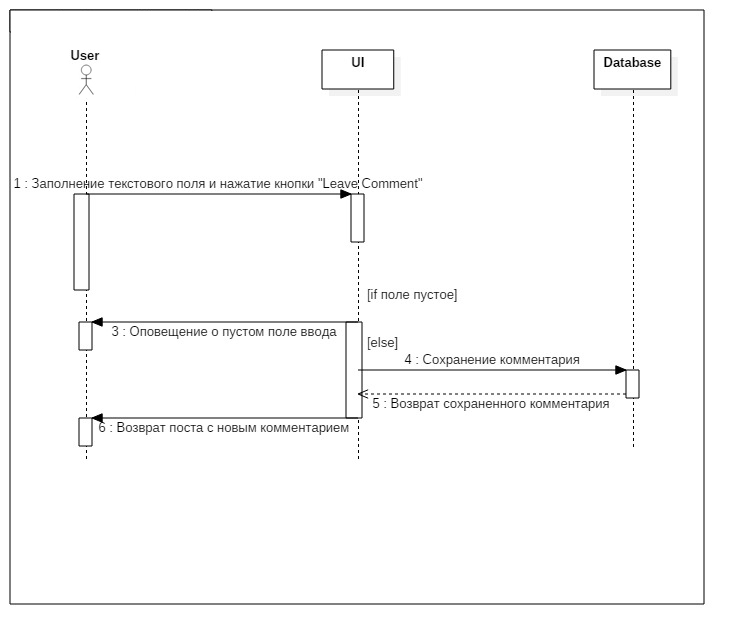 User
UI
Database
1 : Заполнение текстового поля и нажатие кнопки "Leave Comment"
[if поле пустое]
3 : Оповещение о пустом поле ввода
[else]
4 : Сохранение комментария
5 : Возврат сохраненного комментария
6 : Возврат поста с новым комментарием